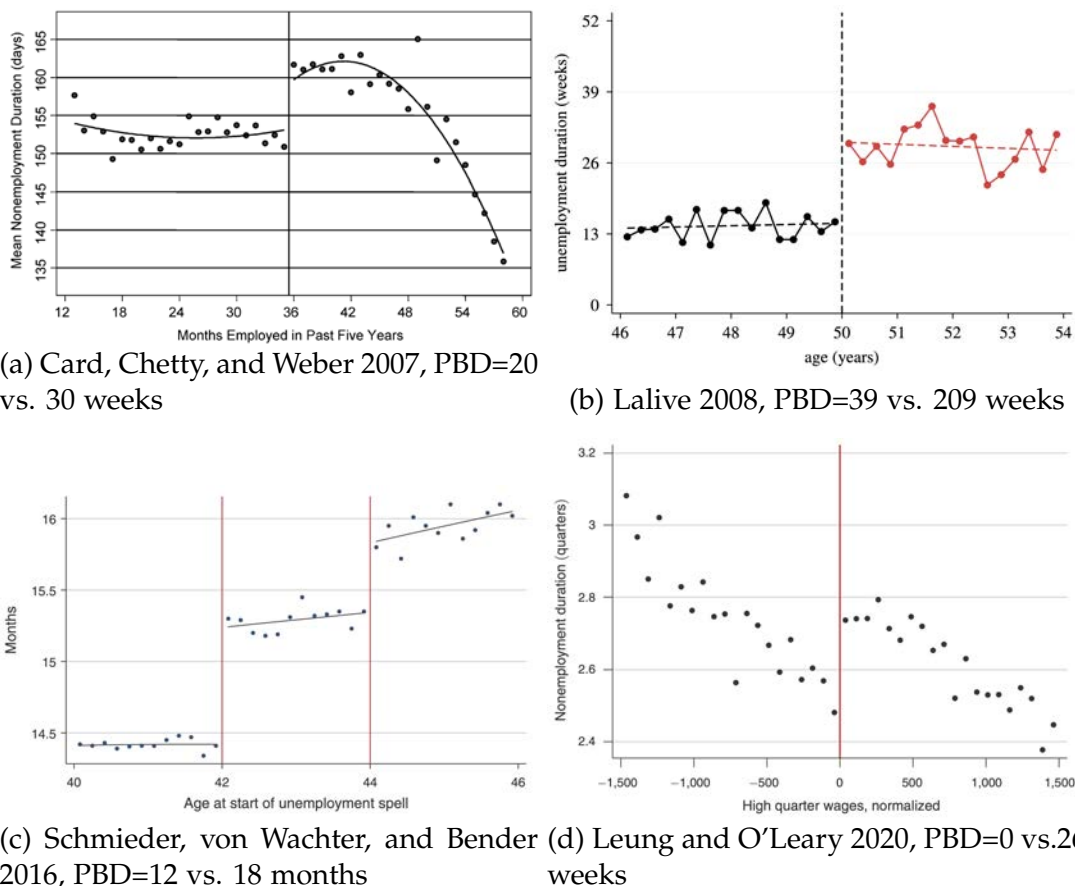 Mean Nonemployment Duration (days)
165
160
155
150
145
140
135
12 18 24 30 36 42 48 54 60
Months Employed in Past Five Years
(a) Card, Chetty, and Weber 2007, PBD=20
vs. 30 weeks
unemployment duration (weeks)
52
39
26
13
0
46 47 48 49 50 51 52 53 54
age (years)
(b) Lalive 2008, PBD=39 vs. 209 weeks
Months
16
15.5
15
14.5
40 42 44 46
Age at start of unemployment spell
(c) Schmieder, von Wachter, and Bender
2016, PBD=12 vs. 18 months
Nonemployment duration (quarters)
3.2
3
2.8
2.6
2.4
−1,500 −1,000 −500 0 500 1,000 1,500
High quarter wages, normalized
(d) Leung and O'Leary 2020, PBD=0 vs.26
weeks